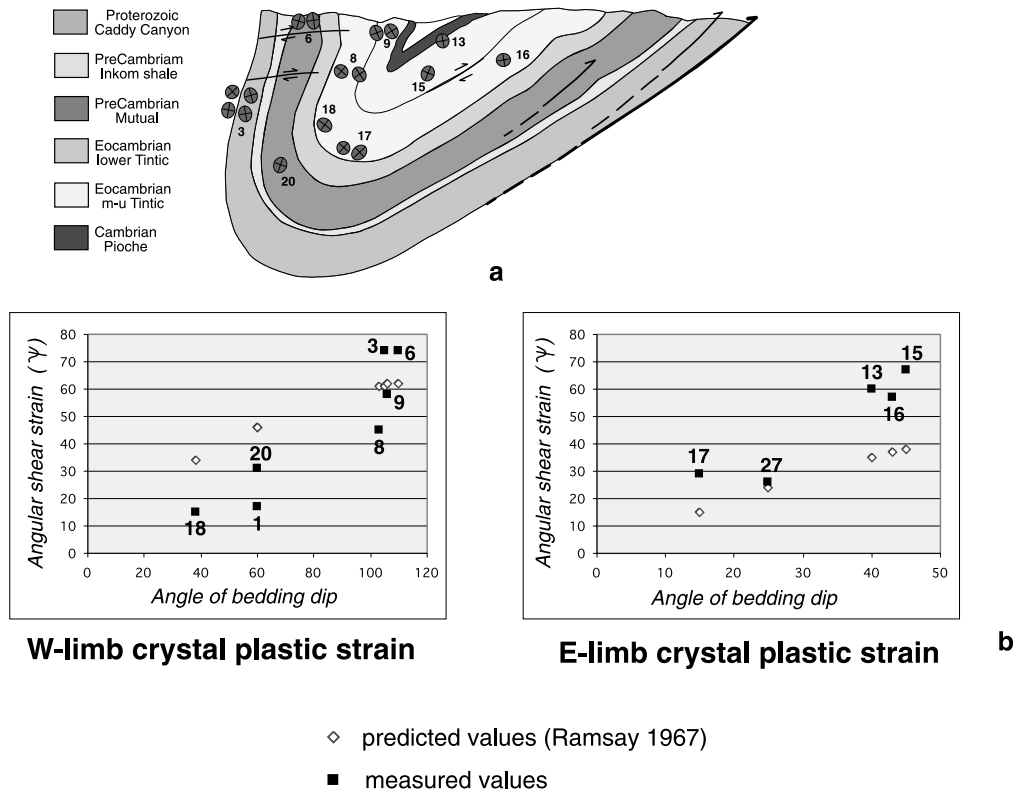 Proterozoic
Caddy Canyon
PreCambriam
Inkom shale
PreCambrian
Mutual
Eocambrian
lower Tintic
Eocambrian
m-u Tintic
Cambrian
Pioche
6
9
13
8
16
15
3
18
17
20
a
Angular shear strain (Ψ)
80
70
60
50
40
30
20
10
0
0
20
40
60
80
100
120
3
6
9
8
20
1
18
Angle of bedding dip
W-limb crystal plastic strain
Angular shear strain (Ψ)
80
70
60
50
40
30
20
10
0
0
10
20
30
40
50
15
13
16
17
27
Angle of bedding dip
E-limb crystal plastic strain
b
predicted values (Ramsay 1967)
measured values